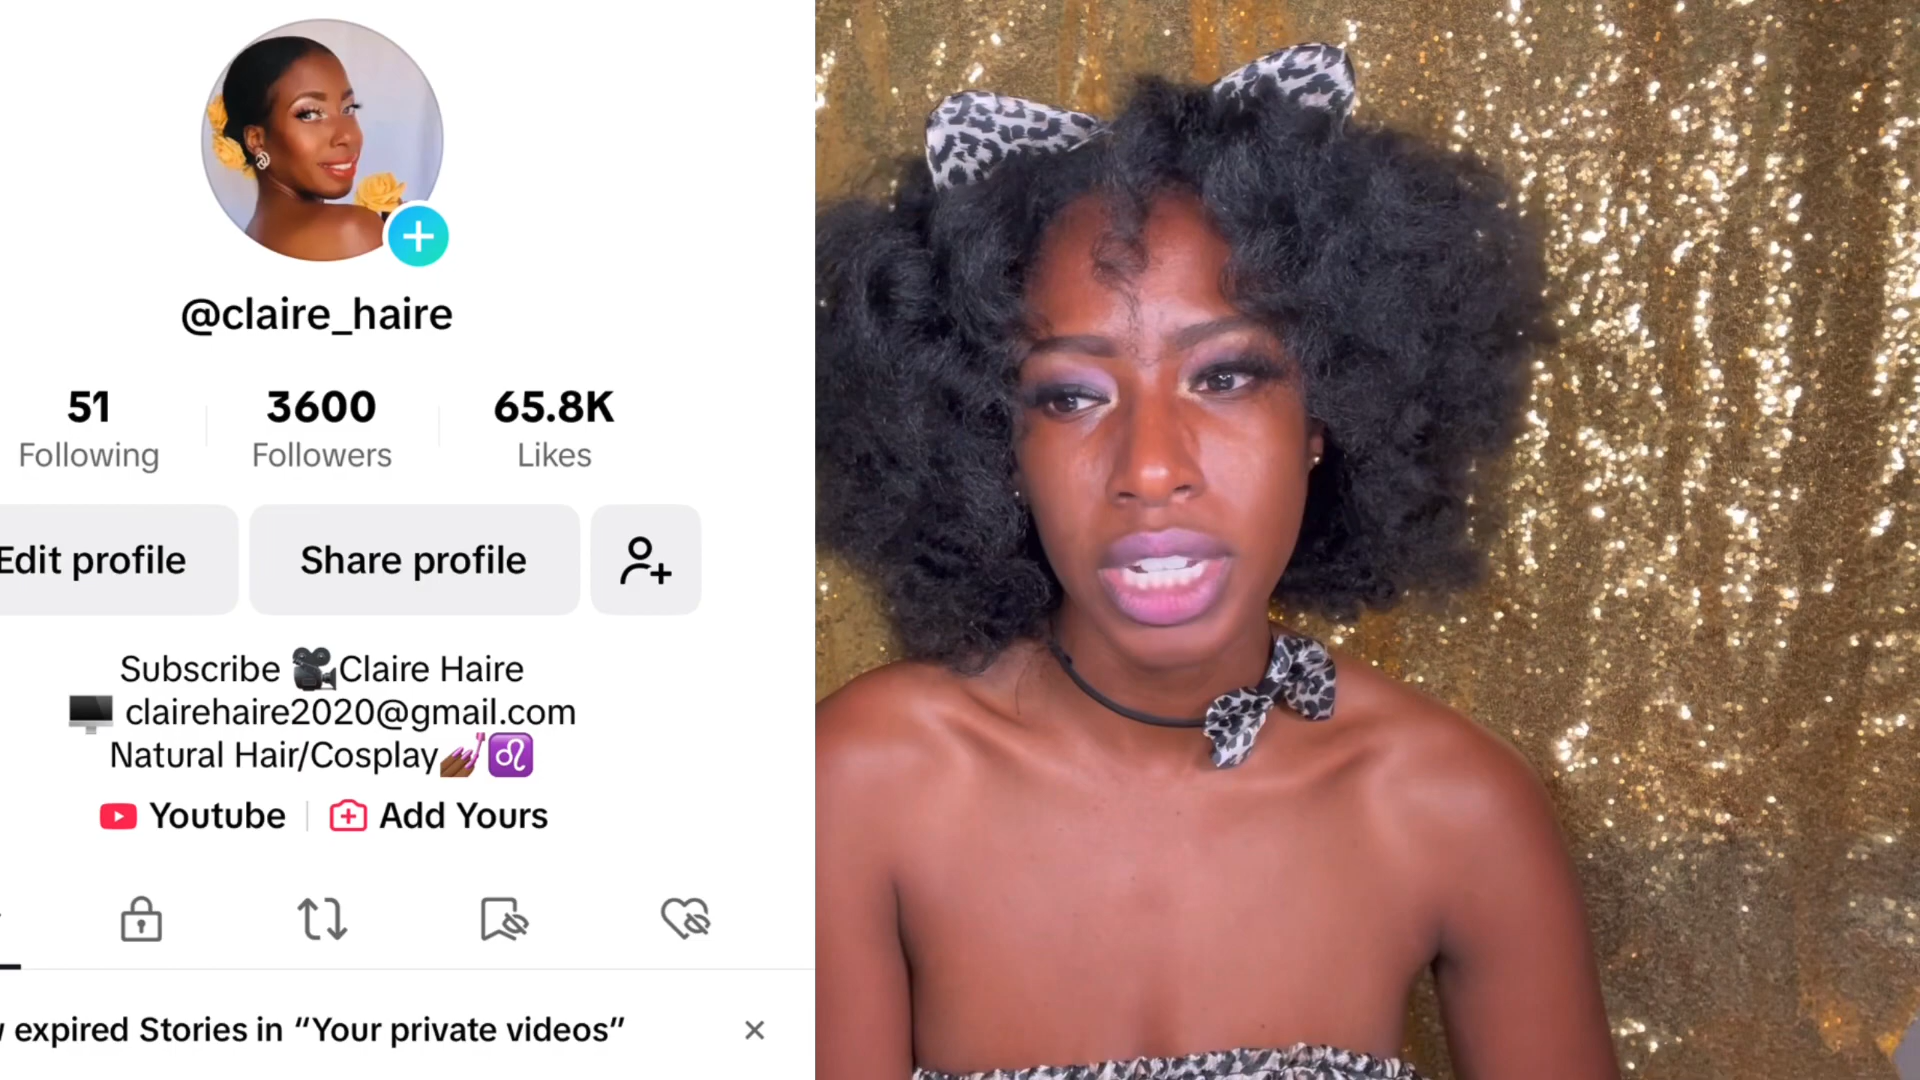 @claire_haire
51 3600 65.8K
Following Followers Likes
Edit profile Share profile
Subscribe 🎥Claire Haire
🖥️ clairehaire2020@gmail.com
Natural Hair/Cosplay💅🏾♌
Youtube Add Yours
expired Stories in “Your private videos”